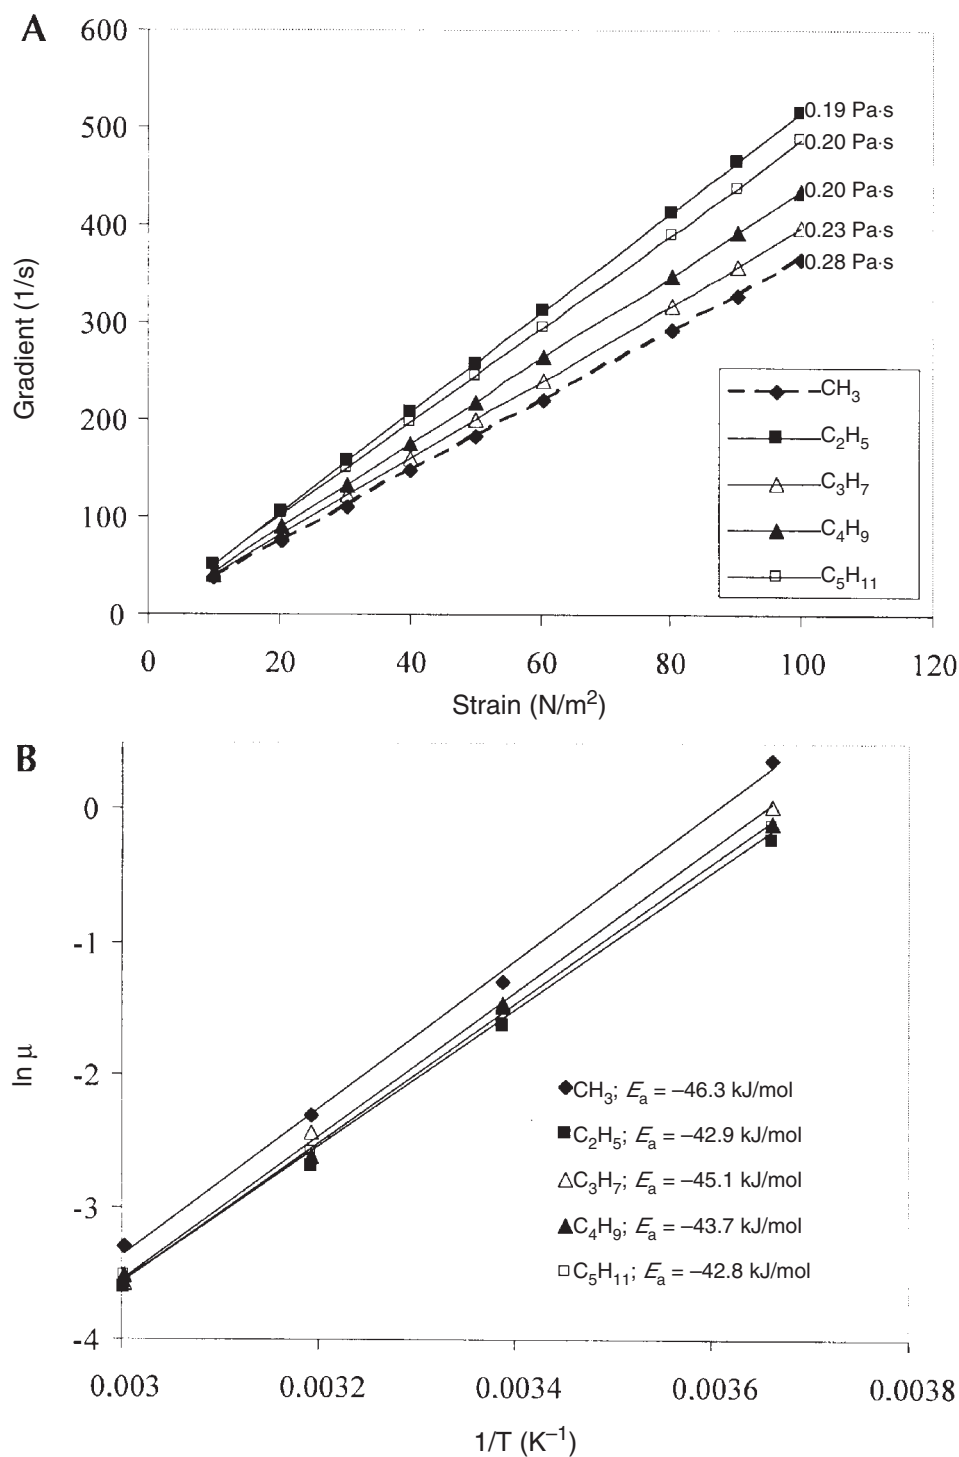 A
600
500
400
300
200
100
0
Gradient (1/s)
0.19 Pa·s
0.20 Pa·s
0.20 Pa·s
0.23 Pa·s
0.28 Pa·s
CH3
C2H5
C3H7
C4H9
C5H11
0 20 40 60 80 100 120
Strain (N/m2)
B
0
-1
-2
-3
-4
ln μ
CH3; Ea = –46.3 kJ/mol
C2H5; Ea = –42.9 kJ/mol
C3H7; Ea = –45.1 kJ/mol
C4H9; Ea = –43.7 kJ/mol
C5H11; Ea = –42.8 kJ/mol
0.003 0.0032 0.0034 0.0036 0.0038
1/T (K–1)